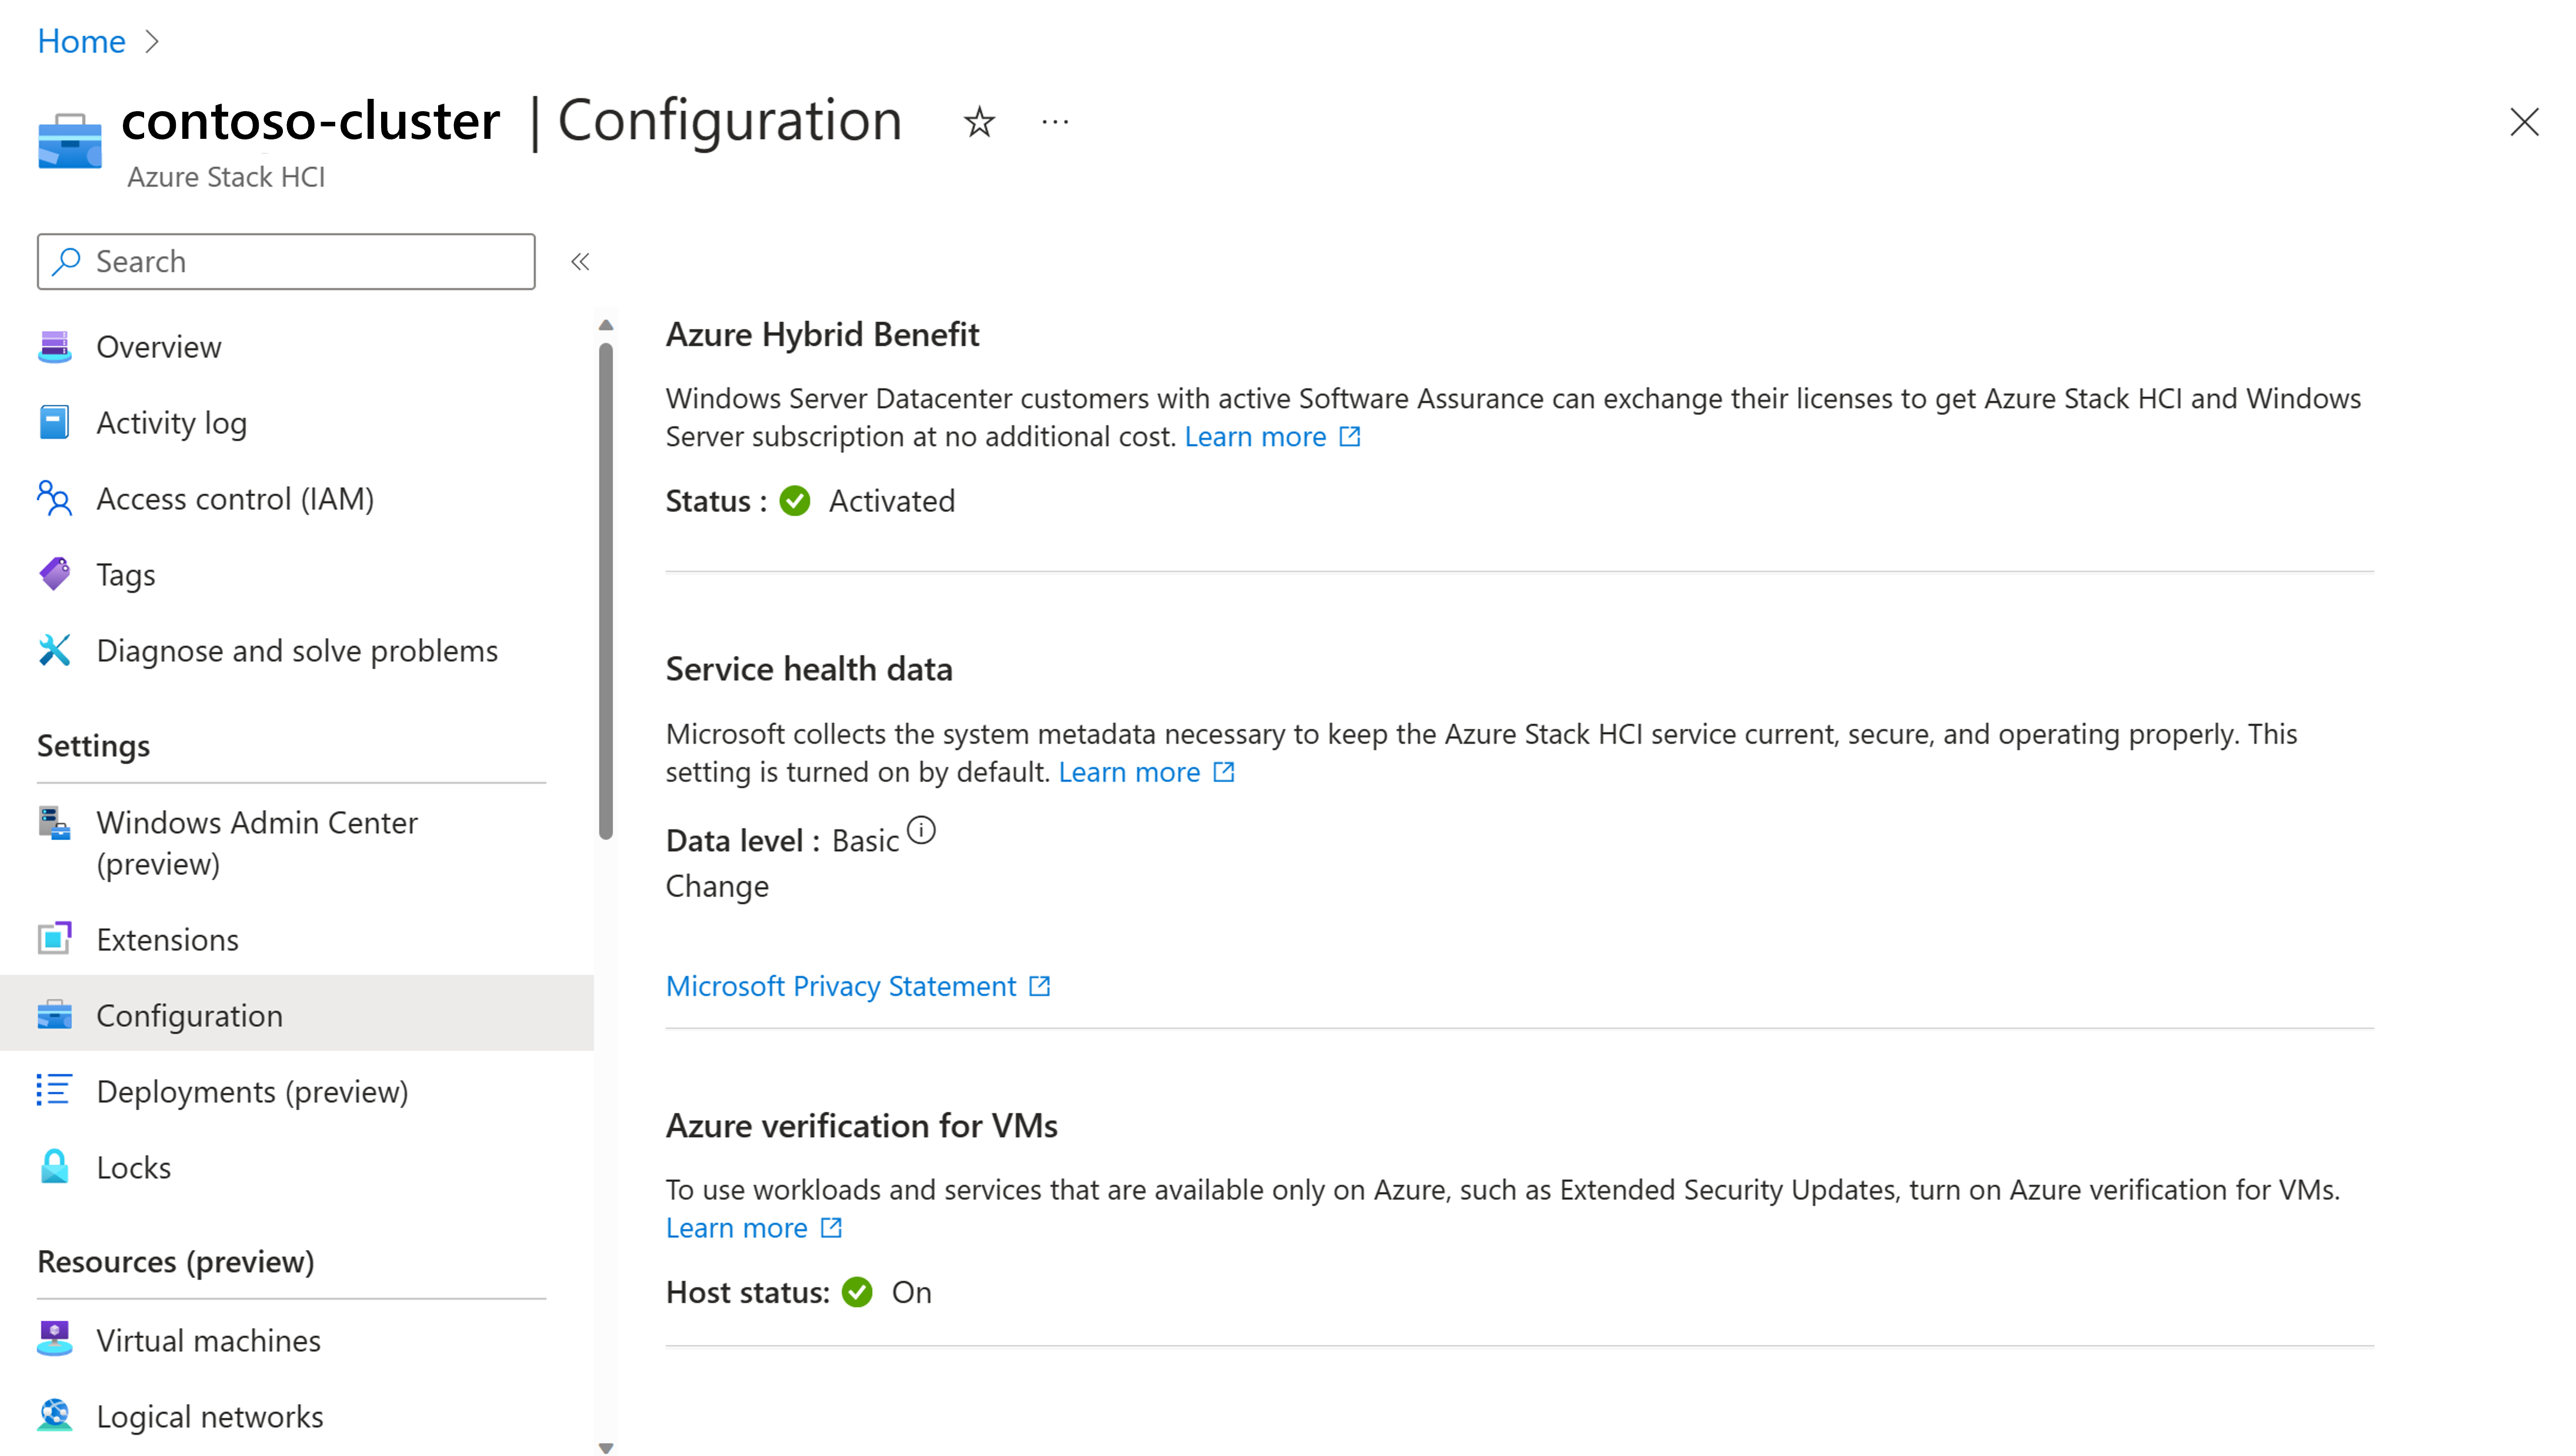 Home
contoso-cluster | Configuration
Azure Stack HCI
Search
Overview
Activity log
Access control (IAM)
Tags
Diagnose and solve problems
Settings
Windows Admin Center
(preview)
Extensions
Configuration
Deployments (preview)
Locks
Resources (preview)
Virtual machines
Logical networks
Azure Hybrid Benefit
Windows Server Datacenter customers with active Software Assurance can exchange their licenses to get Azure Stack HCI and Windows
Server subscription at no additional cost. Learn more
Status : Activated
Service health data
Microsoft collects the system metadata necessary to keep the Azure Stack HCI service current, secure, and operating properly. This
setting is turned on by default. Learn more
Data level : Basic
Change
Microsoft Privacy Statement
Azure verification for VMs
To use workloads and services that are available only on Azure, such as Extended Security Updates, turn on Azure verification for VMs.
Learn more
Host status: On